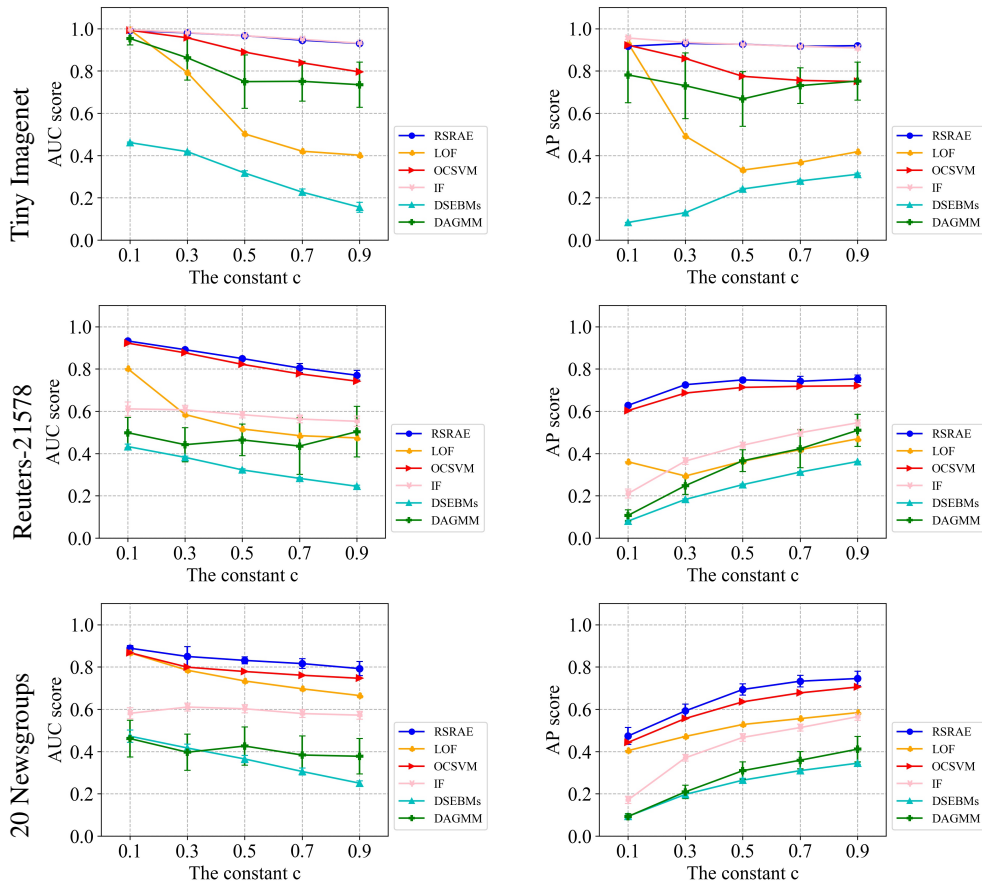 Tiny Imagenet
AUC score
1.0
0.8
0.6
0.4
0.2
0.0
0.1 0.3 0.5 0.7 0.9
The constant c
RSRAE
LOF
OCSVM
IF
DSEBMs
DAGMM
AP score
1.0
0.8
0.6
0.4
0.2
0.0
0.1 0.3 0.5 0.7 0.9
The constant c
RSRAE
LOF
OCSVM
IF
DSEBMs
DAGMM
Reuters-21578
AUC score
1.0
0.8
0.6
0.4
0.2
0.0
0.1 0.3 0.5 0.7 0.9
The constant c
RSRAE
LOF
OCSVM
IF
DSEBMs
DAGMM
AP score
1.0
0.8
0.6
0.4
0.2
0.0
0.1 0.3 0.5 0.7 0.9
The constant c
RSRAE
LOF
OCSVM
IF
DSEBMs
DAGMM
20 Newsgroups
AUC score
1.0
0.8
0.6
0.4
0.2
0.0
0.1 0.3 0.5 0.7 0.9
The constant c
RSRAE
LOF
OCSVM
IF
DSEBMs
DAGMM
AP score
1.0
0.8
0.6
0.4
0.2
0.0
0.1 0.3 0.5 0.7 0.9
The constant c
RSRAE
LOF
OCSVM
IF
DSEBMs
DAGMM